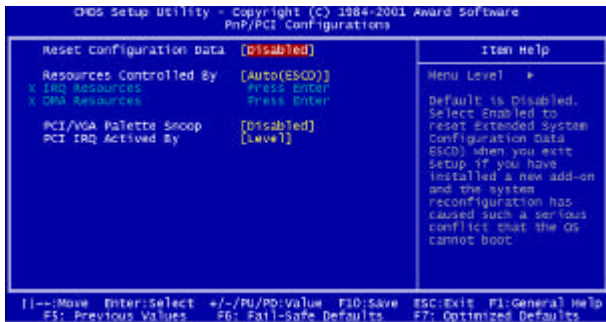 CMOS Setup Utility - Copyright (C) 1984-2001 Award Software
PnP/PCI Configurations
Reset Configuration Data [Disabled]
Resources Controlled By [Auto(ESCD)]
x IRQ Resources Press Enter
x DMA Resources Press Enter
PCI/VGA Palette Snoop [Disabled]
PCI IRQ Actived By [Level]
Item Help
Menu Level ►
Default is Disabled.
Select Enabled to
reset Extended System
Configuration Data
ESCD) when you exit
Setup if you have
installed a new add-on
and the system
reconfiguration has
caused such a serious
conflict that the OS
cannot boot
||--:Move Enter:Select +/-/PU/PD:Value F10:Save ESC:Exit F1:General Help
F5: Previous Values F6: Fail-Safe Defaults F7: Optimized Defaults